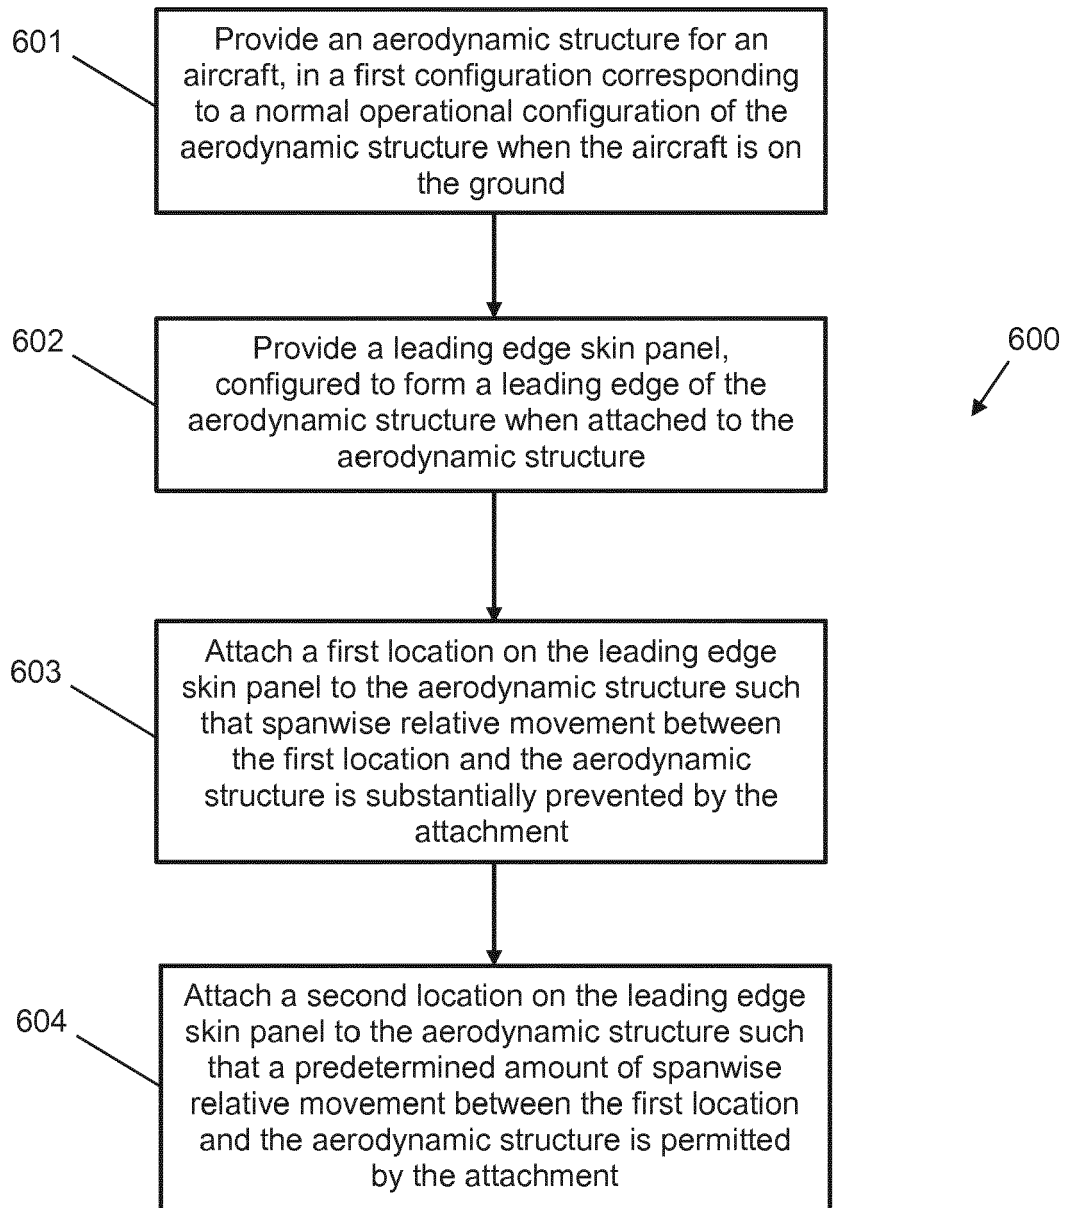 601
Provide an aerodynamic structure for an
aircraft, in a first configuration corresponding
to a normal operational configuration of the
aerodynamic structure when the aircraft is on
the ground
602
Provide a leading edge skin panel,
configured to form a leading edge of the
aerodynamic structure when attached to the
aerodynamic structure
600
603
Attach a first location on the leading edge
skin panel to the aerodynamic structure such
that spanwise relative movement between
the first location and the aerodynamic
structure is substantially prevented by the
attachment
604
Attach a second location on the leading edge
skin panel to the aerodynamic structure such
that a predetermined amount of spanwise
relative movement between the first location
and the aerodynamic structure is permitted
by the attachment